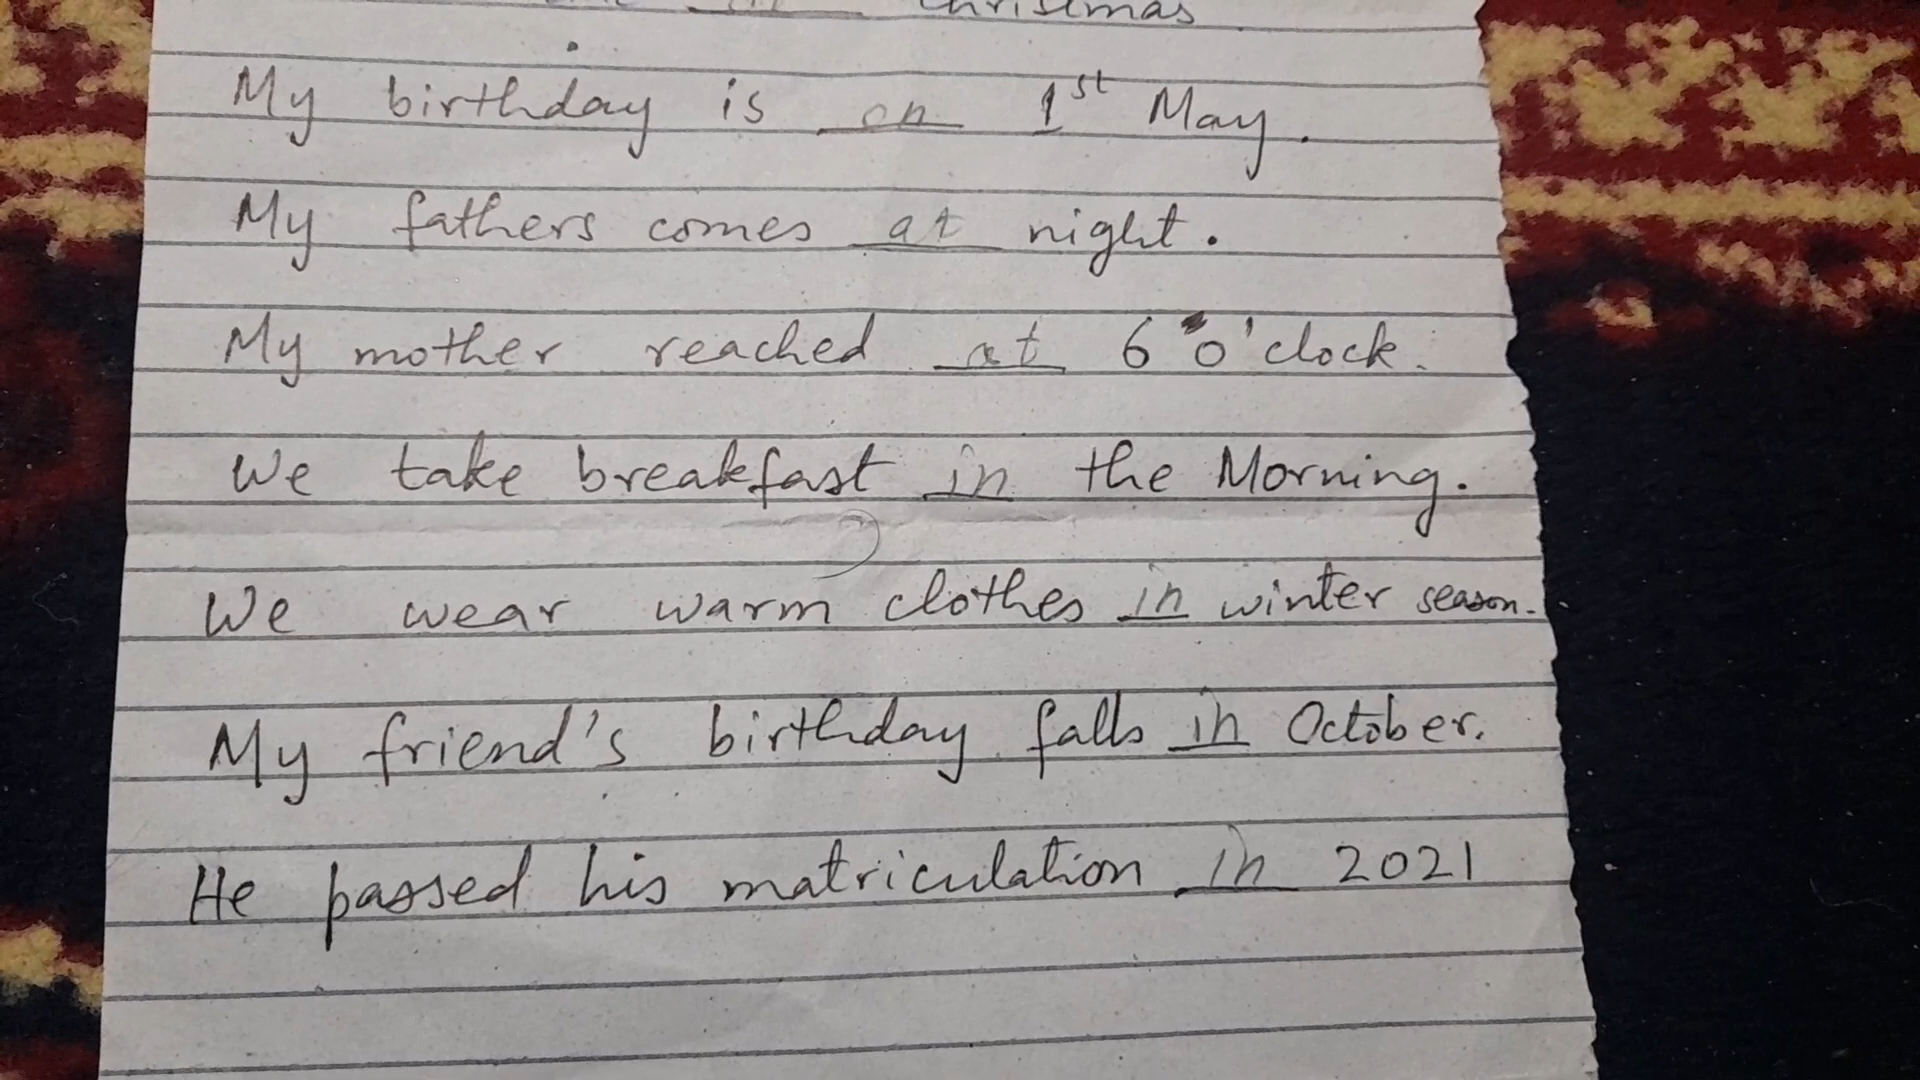 in Christmas
My birthday is on 1st May.
My fathers comes at night.
My mother reached at 6 o'clock.
We take breakfast in the Morning.
We wear warm clothes in winter season.
My friend's birthday falls in October.
He passed his matriculation in 2021